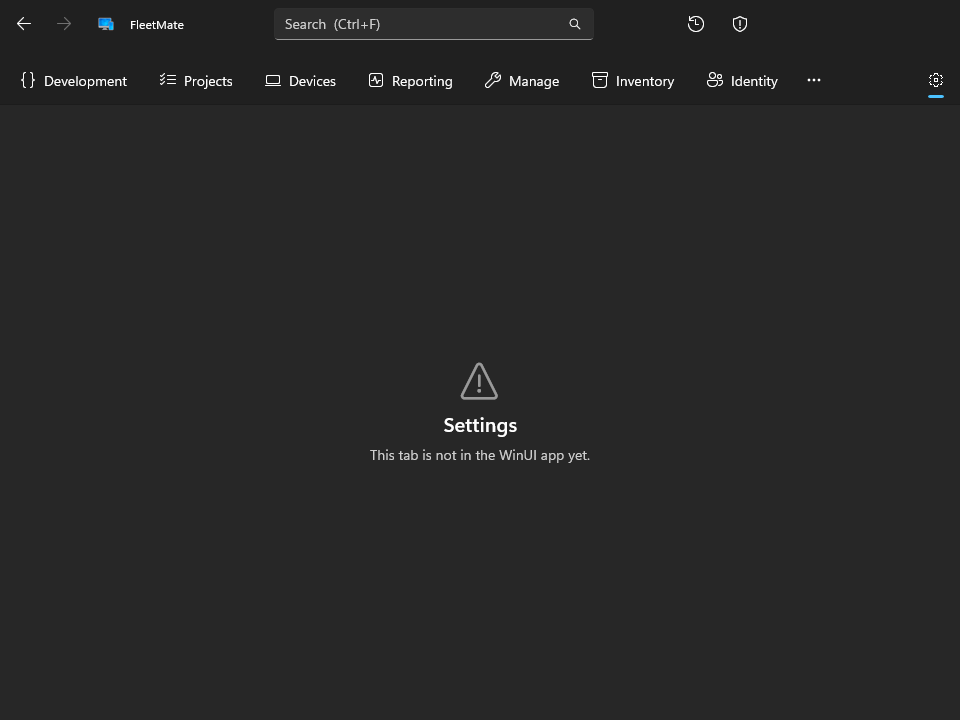 FleetMate
Search (Ctrl+F)
Development
Projects
Devices
Reporting
Manage
Inventory
Identity
Settings
This tab is not in the WinUI app yet.